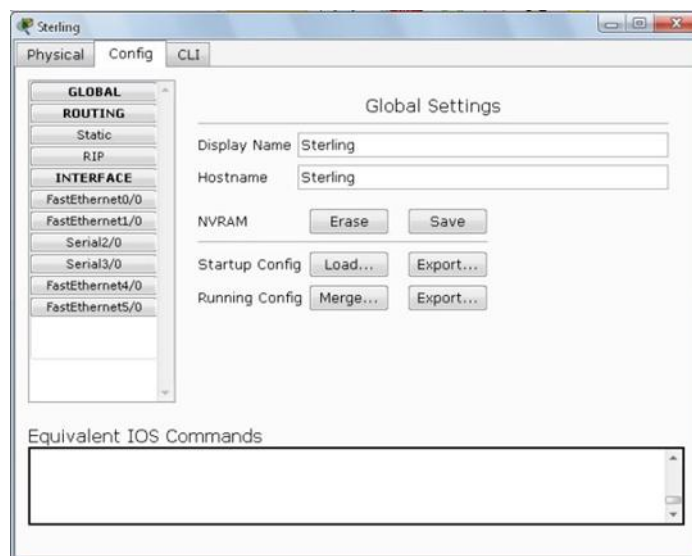 Sterling
Physical Config CLI
GLOBAL
ROUTING
Static
RIP
INTERFACE
FastEthernet0/0
FastEthernet1/0
Serial2/0
Serial3/0
FastEthernet4/0
FastEthernet5/0
Global Settings
Display Name Sterling
Hostname Sterling
NVRAM Erase Save
Startup Config Load... Export...
Running Config Merge... Export...
Equivalent IOS Commands